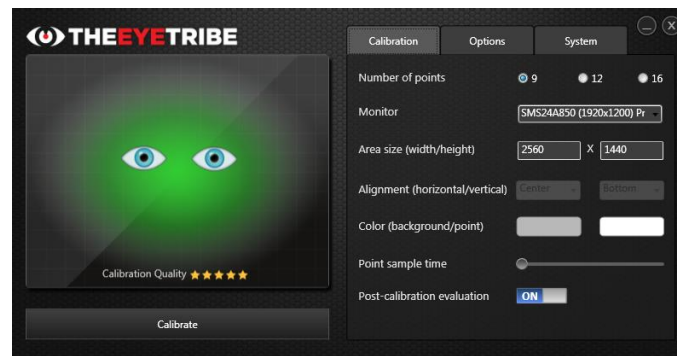 THEEYETRIBE
Calibration Options System
Number of points 9 12 16
Monitor SMS24A850 (1920x1200) Pr
Area size (width/height) 2560 X 1440
Alignment (horizontal/vertical) Center Bottom
Color (background/point)
Point sample time
Post-calibration evaluation ON
Calibration Quality
Calibrate